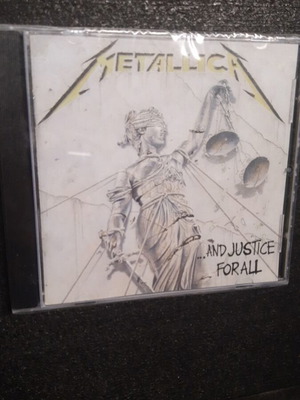 METALLICA
...AND JUSTICE
FOR ALL